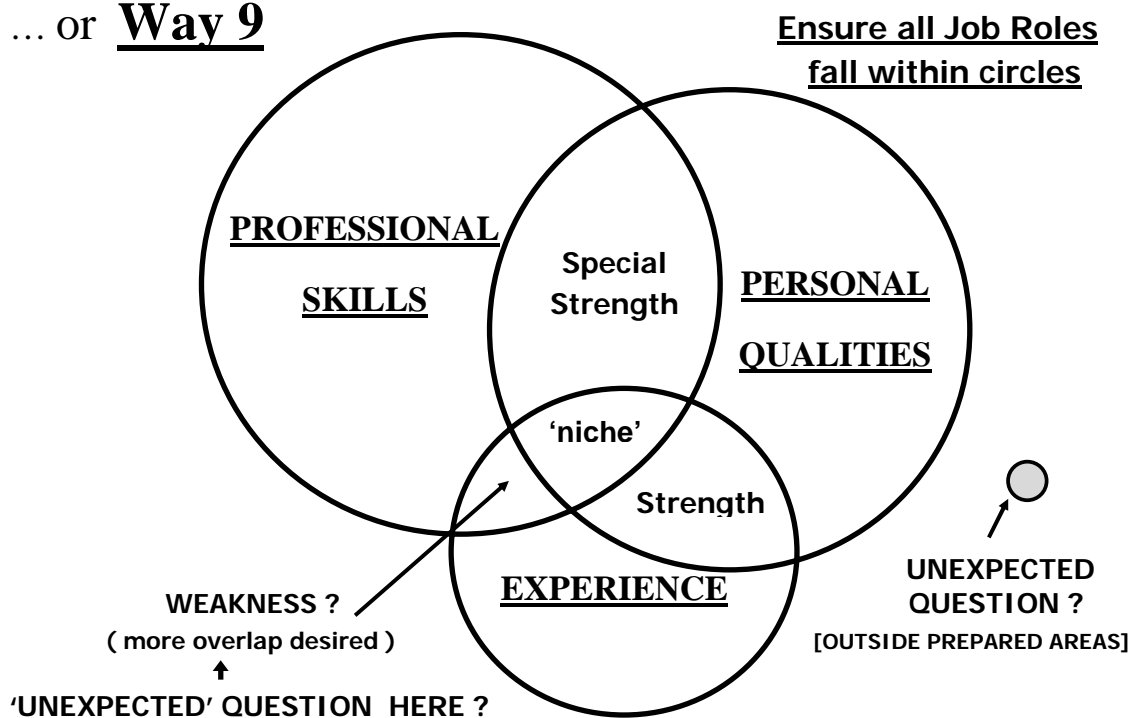 ... or Way 9
Ensure all Job Roles
fall within circles
PROFESSIONAL
SKILLS
Special
Strength
PERSONAL
QUALITIES
‘niche’
Strength
EXPERIENCE
WEAKNESS ?
( more overlap desired )
‘UNEXPECTED’ QUESTION HERE ?
UNEXPECTED
QUESTION ?
[OUTSIDE PREPARED AREAS]